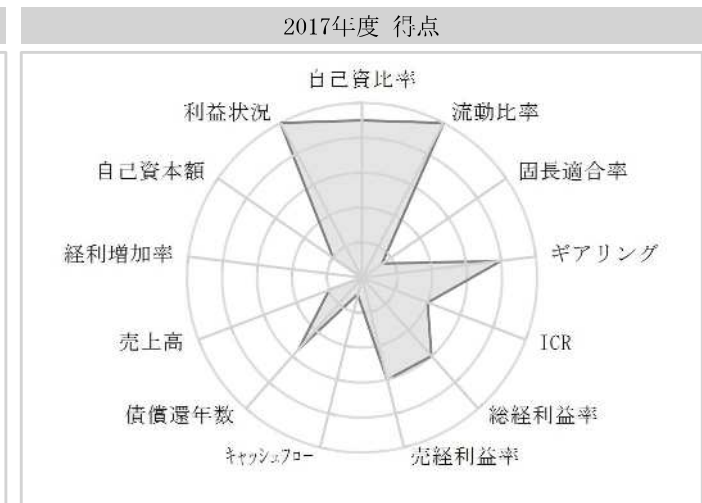 2017年度 得点
自己資比率
利益状況
流動比率
自己資本額
固長適合率
経利増加率
ギアリング
売上高
ICR
債償還年数
総経利益率
ｷｬｯｼｭﾌﾛｰ
売経利益率